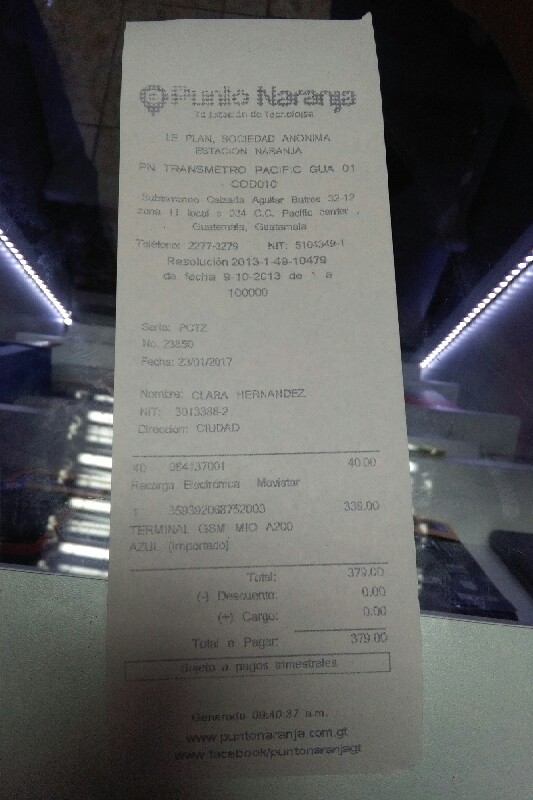 Punto Naranja
Tu Estación de Tecnología
LE PLAN, SOCIEDAD ANONIMA
ESTACION NARANJA
PN TRANSMETRO PACIFIC GUA 01
COD010
Subterraneo Calzada Aguilar Batres 32-12
zona 11 local s 034 C.C. Pacific center
Guatemala, Guatemala
Teléfono: 2277-3279 NIT: 5104349-1
Resolución 2013-1-49-10479
de fecha 9-10-2013 de 1 a
100000
Serie: PCTZ
No. 23850
Fecha: 23/01/2017
Nombre: CLARA HERNANDEZ
NIT: 3013388-2
Direccion: CIUDAD
40 984137001 40.00
Recarga Electrónica Movistar
1 359392068752003 339.00
TERMINAL GSM MIO A200
AZUL (Importado)
Total: 379.00
(-) Descuento: 0.00
(+) Cargo: 0.00
Total a Pagar: 379.00
Sujeto a pagos trimestrales
Generado 09:40:37 a.m.
www.puntonaranja.com.gt
www.facebook/puntonaranjagt